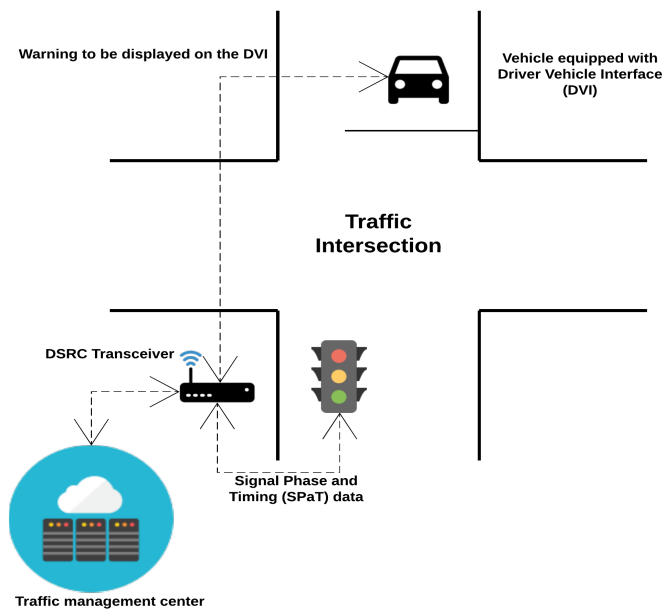 Warning to be displayed on the DVI
Vehicle equipped with
Driver Vehicle Interface
(DVI)
Traffic
Intersection
DSRC Transceiver
Signal Phase and
Timing (SPaT) data
Traffic management center